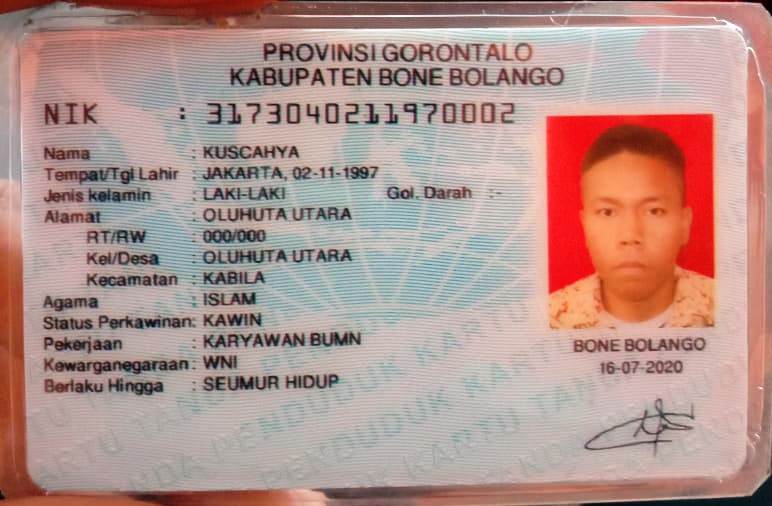 PROVINSI GORONTALO
KABUPATEN BONE BOLANGO
NIK : 3173040211970002
Nama : KUSCAHYA
Tempat/Tgl Lahir : JAKARTA, 02-11-1997
Jenis kelamin : LAKI-LAKI Gol. Darah :-
Alamat : OLUHUTA UTARA
RT/RW : 000/000
Kel/Desa : OLUHUTA UTARA
Kecamatan : KABILA
Agama : ISLAM
Status Perkawinan: KAWIN
Pekerjaan : KARYAWAN BUMN
Kewarganegaraan: WNI
Berlaku Hingga : SEUMUR HIDUP
BONE BOLANGO
16-07-2020
KARTU TANDA PENDUDUK KARTU TANDA PENDUDUK